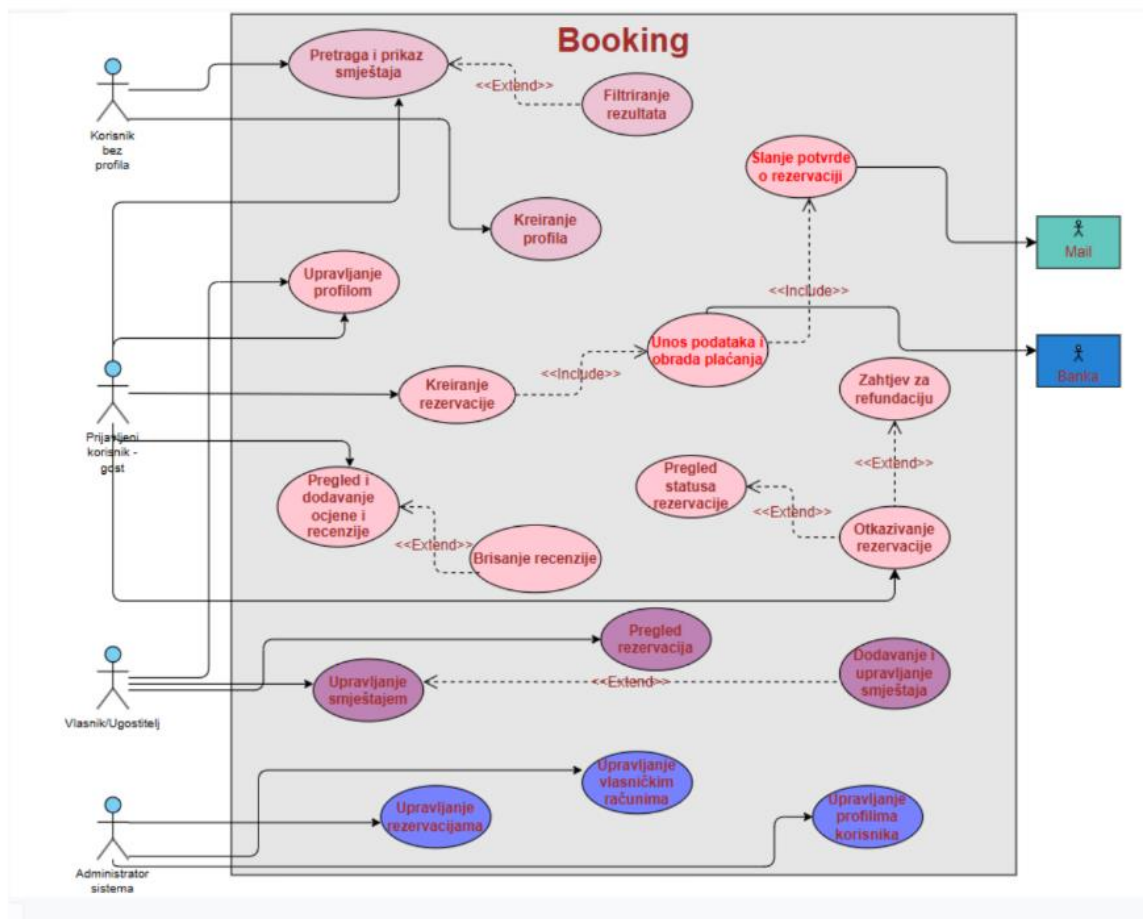 Booking
Pretraga i prikaz
smještaja
<<Extend>>
Filtriranje
rezultata
Korisnik
bez
profila
Slanje potvrde
o rezervaciji
Kreiranje
profila
Mail
Upravljanje
profilom
<<Include>>
Unos podataka i
obrada plaćanja
Banka
Kreiranje
rezervacije
<<Include>>
Zahtjev za
refundaciju
Prijavljeni
korisnik -
gost
Pregled i
dodavanje
ocjene i
recenzije
<<Extend>>
Brisanje recenzije
Pregled
statusa
rezervacije
<<Extend>>
<<Extend>>
Otkazivanje
rezervacije
Pregled
rezervacija
Vlasnik/Ugostitelj
Upravljanje
smještajem
<<Extend>>
Dodavanje i
upravljanje
smještaja
Upravljanje
vlasničkim
računima
Upravljanje
rezervacijama
Upravljanje
profilima
korisnika
Administrator
sistema